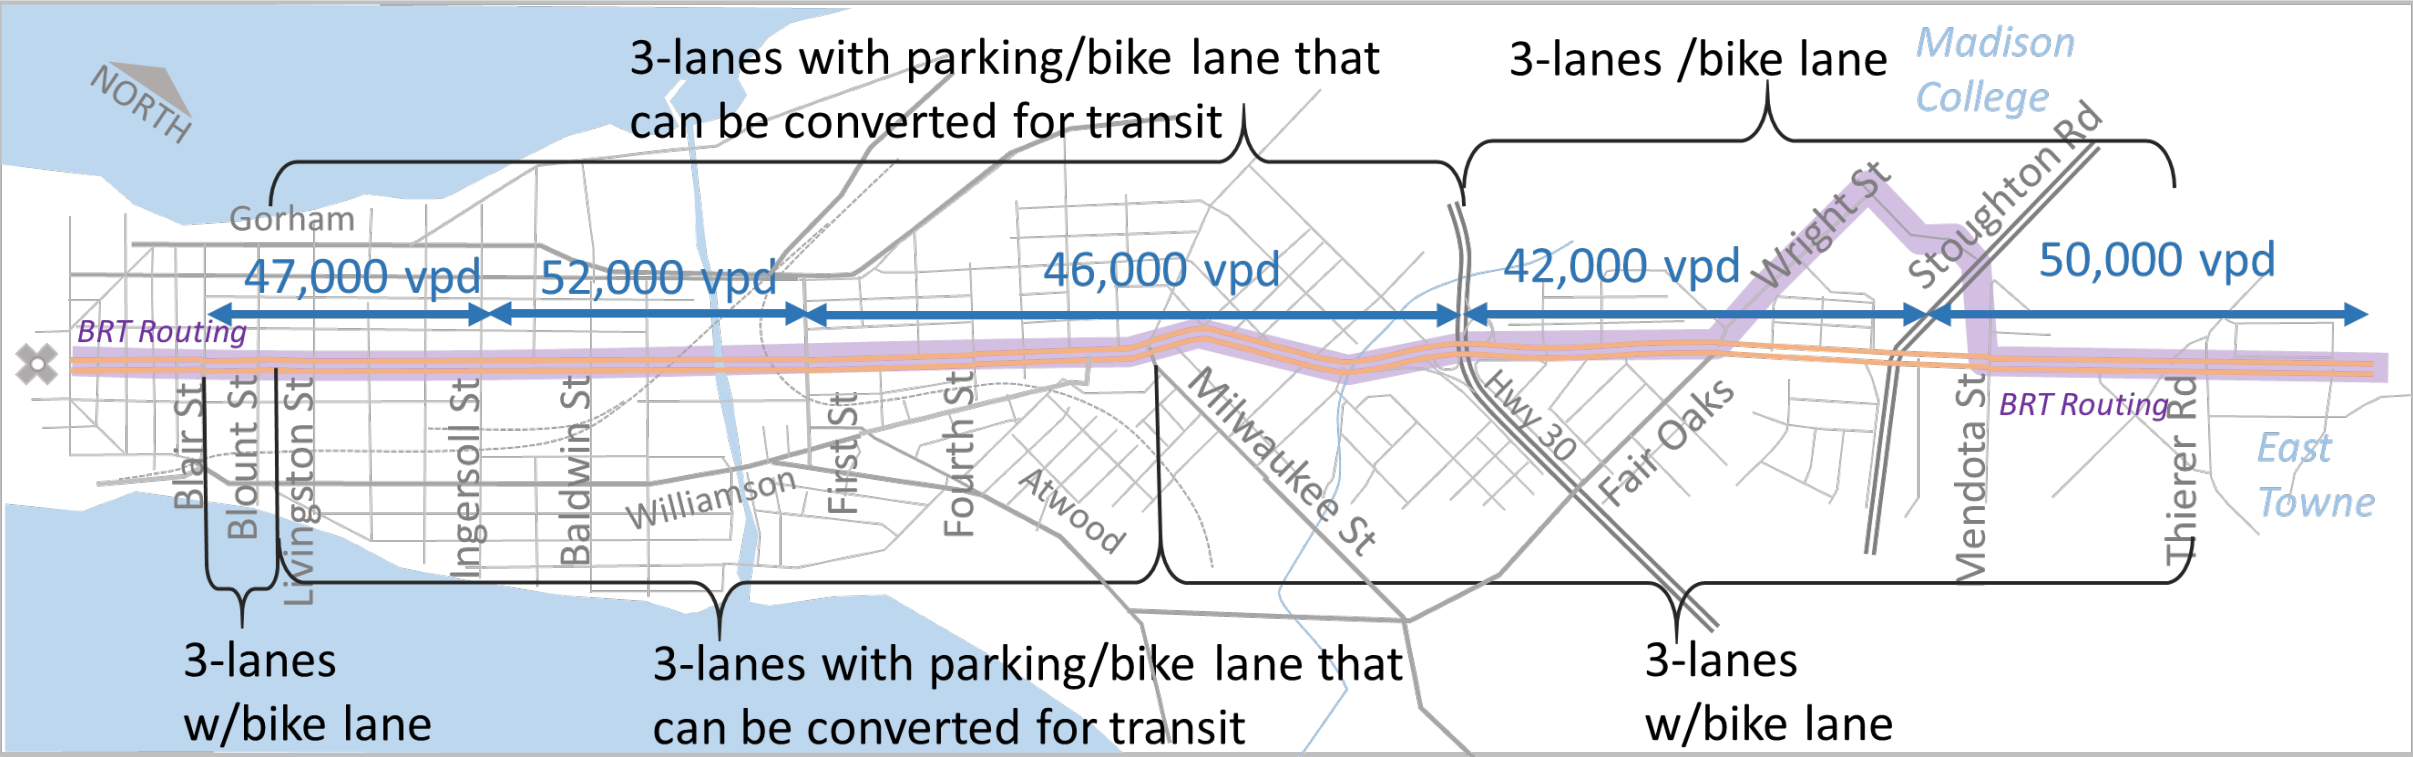 3-lanes with parking/bike lane that
can be converted for transit
3-lanes /bike lane
Madison
College
NORTH
Gorham
47,000 vpd
52,000 vpd
46,000 vpd
42,000 vpd
50,000 vpd
Wright St
Stoughton Rd
BRT Routing
BRT Routing
Blair St
Blount St
Livingston St
Ingersoll St
Baldwin St
Williamson
First St
Fourth St
Atwood
Milwaukee St
Hwy 30
Fair Oaks
Mendota St
Thierer Rd
East
Towne
3-lanes
w/bike lane
3-lanes with parking/bike lane that
can be converted for transit
3-lanes
w/bike lane